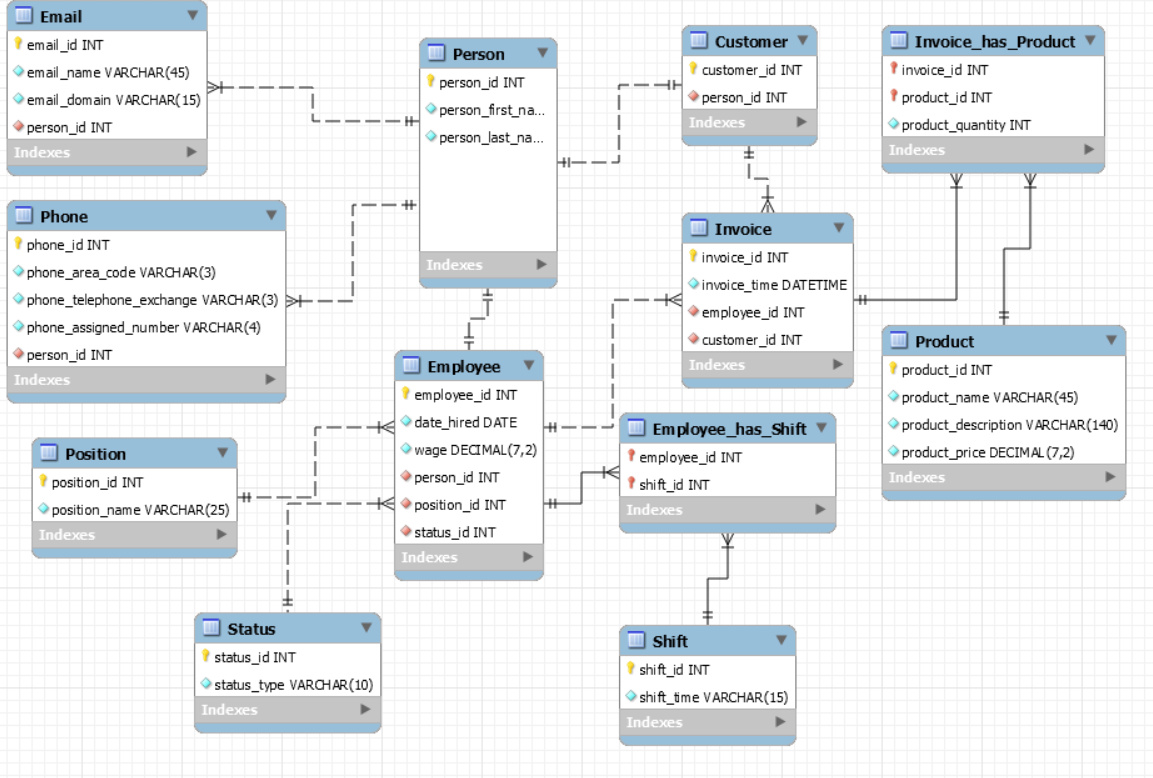 Email
email_id INT
email_name VARCHAR(45)
email_domain VARCHAR(15)
person_id INT
Indexes
Person
person_id INT
person_first_na...
person_last_na...
Indexes
Customer
customer_id INT
person_id INT
Indexes
Invoice_has_Product
invoice_id INT
product_id INT
product_quantity INT
Indexes
Phone
phone_id INT
phone_area_code VARCHAR(3)
phone_telephone_exchange VARCHAR(3)
phone_assigned_number VARCHAR(4)
person_id INT
Indexes
Invoice
invoice_id INT
invoice_time DATETIME
employee_id INT
customer_id INT
Indexes
Product
product_id INT
product_name VARCHAR(45)
product_description VARCHAR(140)
product_price DECIMAL(7,2)
Indexes
Employee
employee_id INT
date_hired DATE
wage DECIMAL(7,2)
person_id INT
position_id INT
status_id INT
Indexes
Employee_has_Shift
employee_id INT
shift_id INT
Indexes
Position
position_id INT
position_name VARCHAR(25)
Indexes
Status
status_id INT
status_type VARCHAR(10)
Indexes
Shift
shift_id INT
shift_time VARCHAR(15)
Indexes